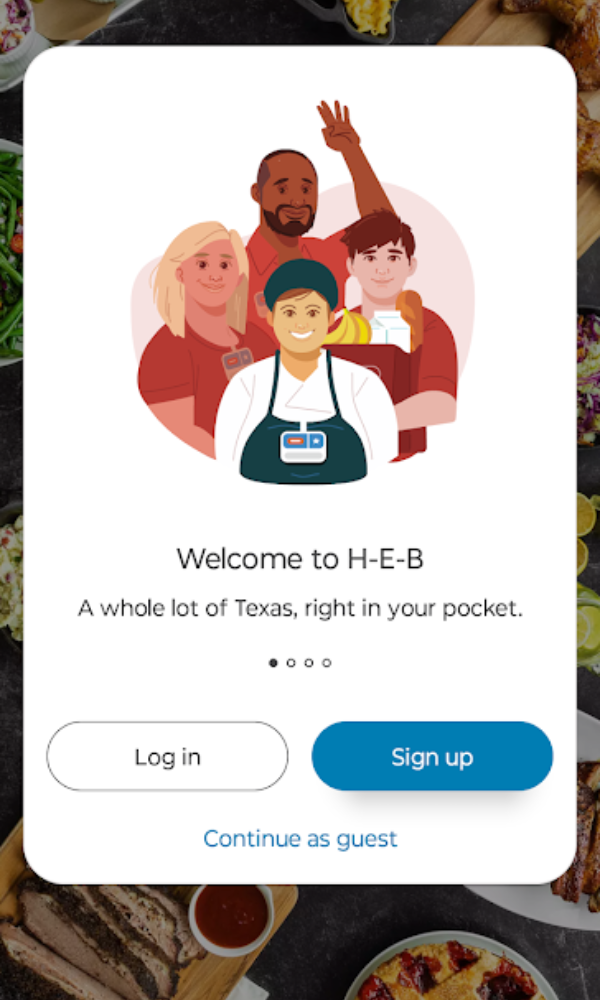 Welcome to H-E-B
A whole lot of Texas, right in your pocket.
Log in
Sign up
Continue as guest